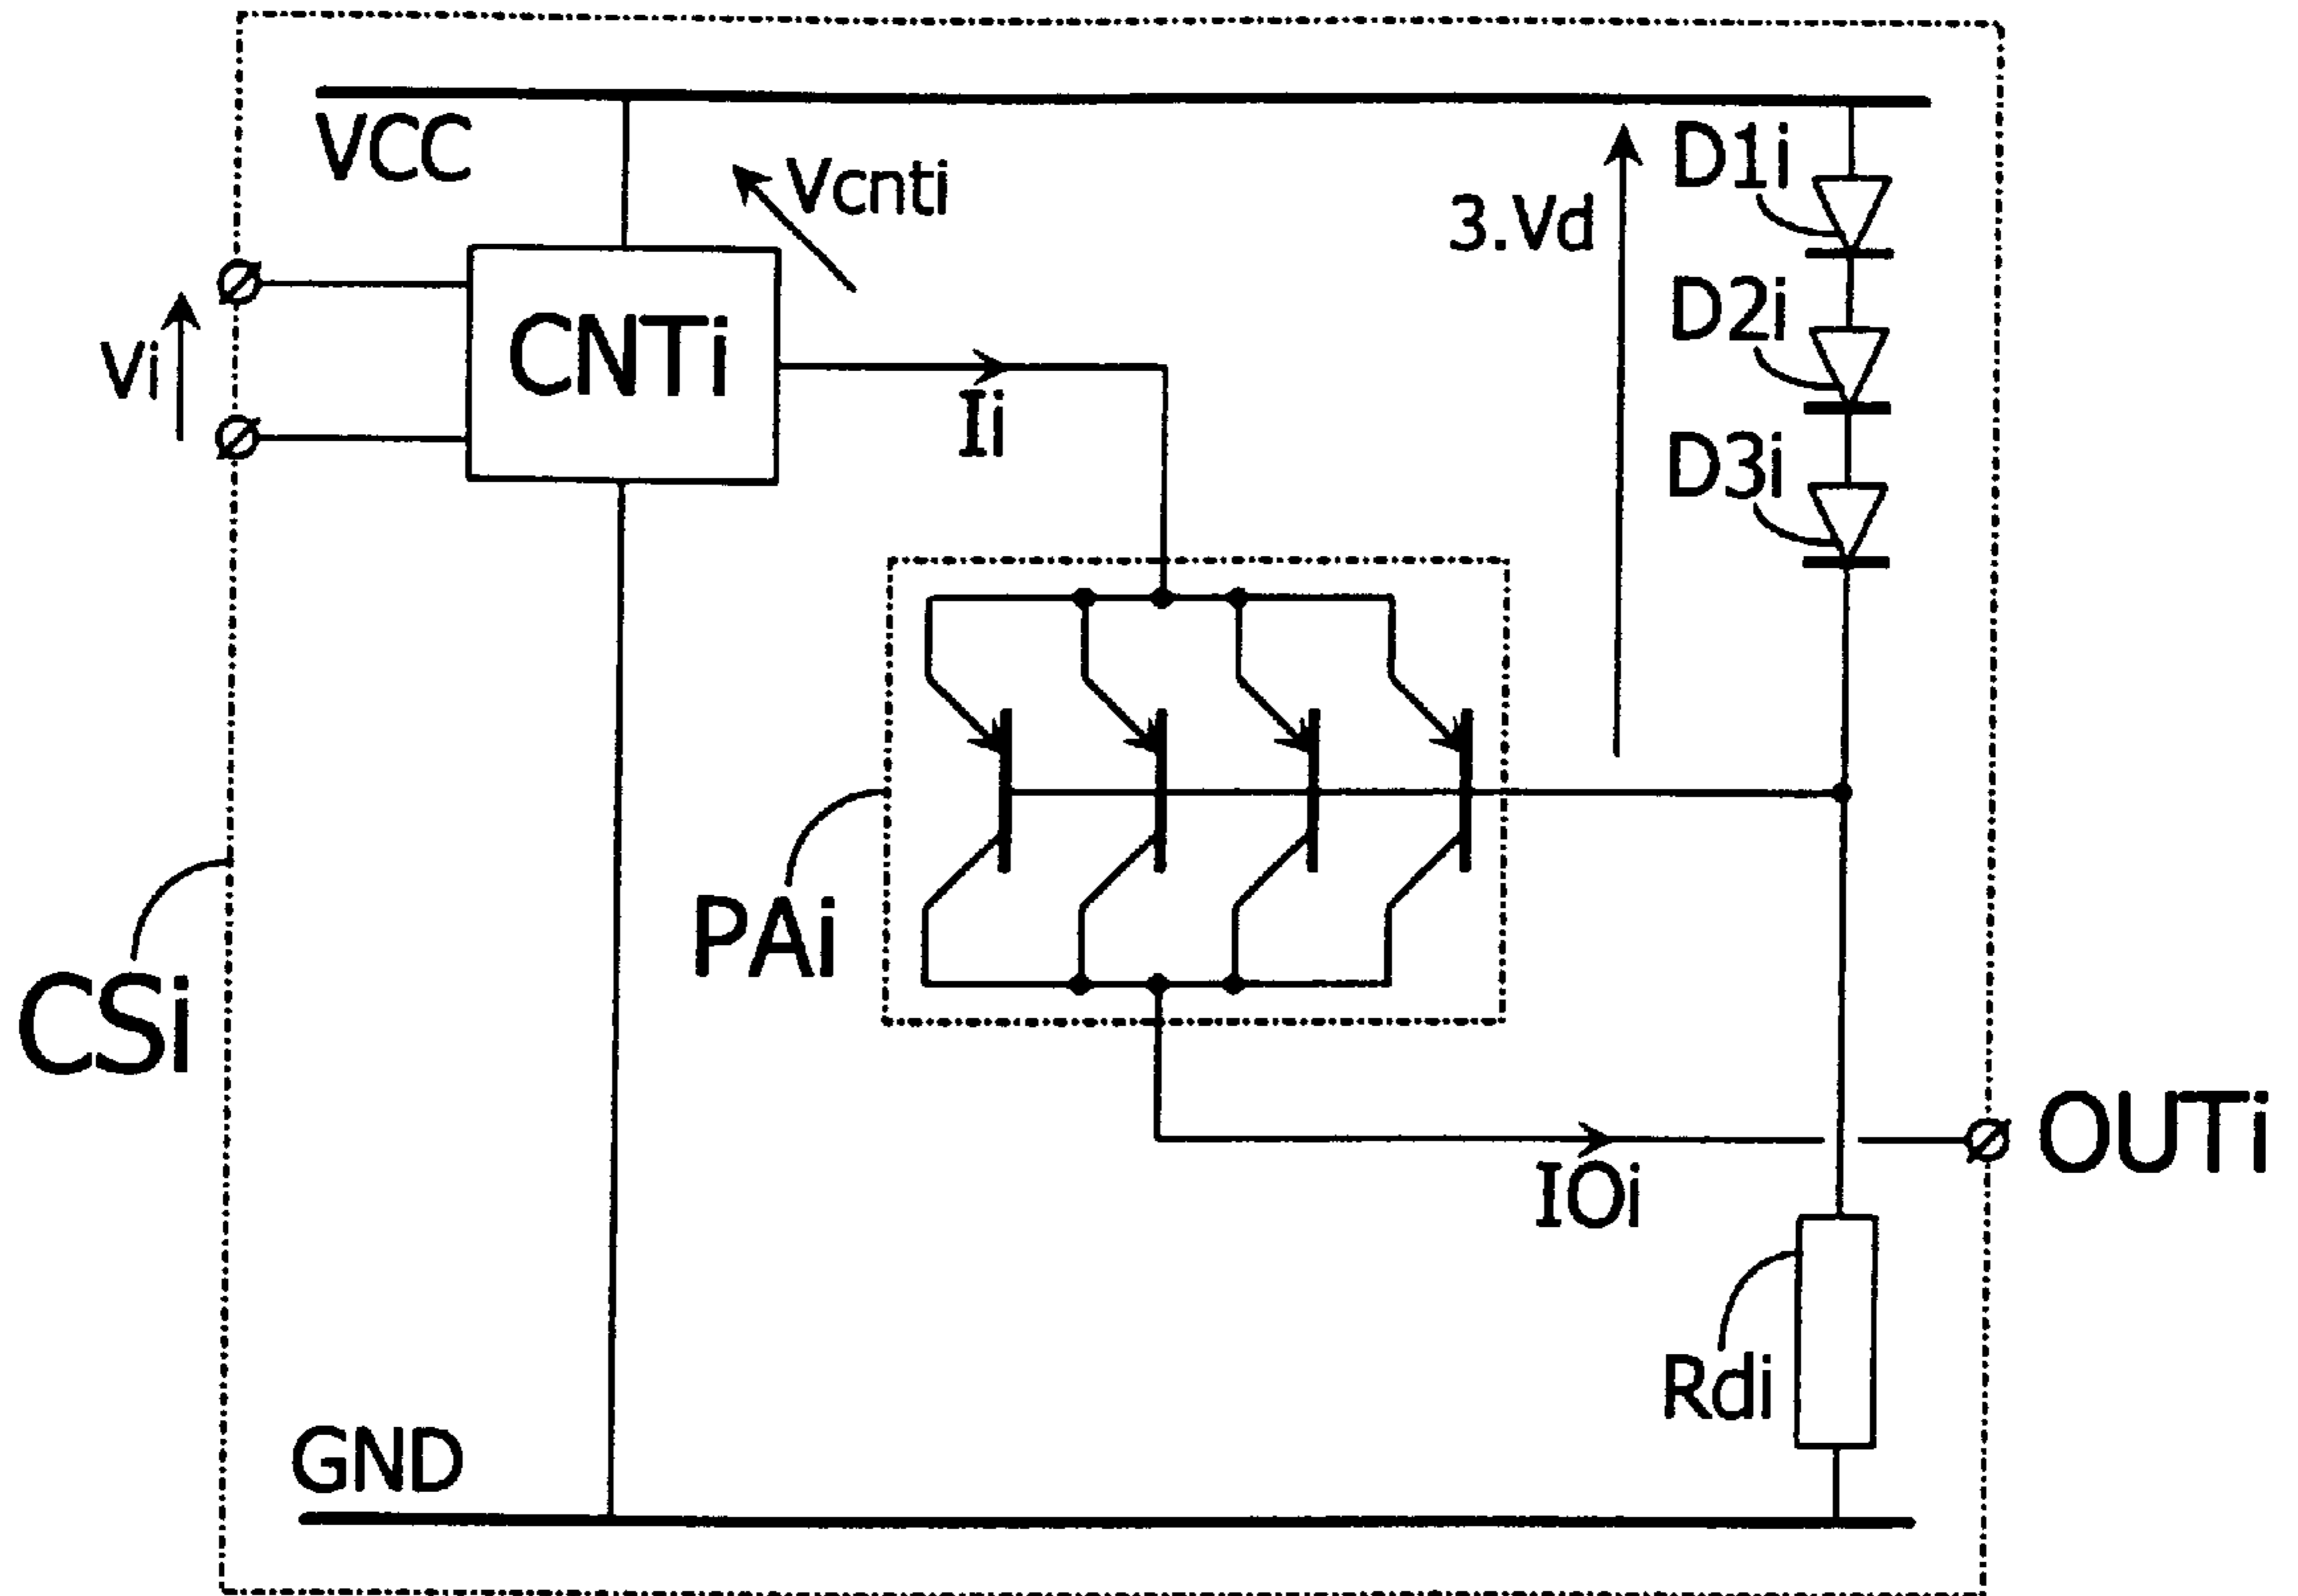 VCC
Vcnti
D1i
3.Vd
D2i
Vi
CNTi
Ii
D3i
PAi
CSi
OUTi
IOi
Rdi
GND